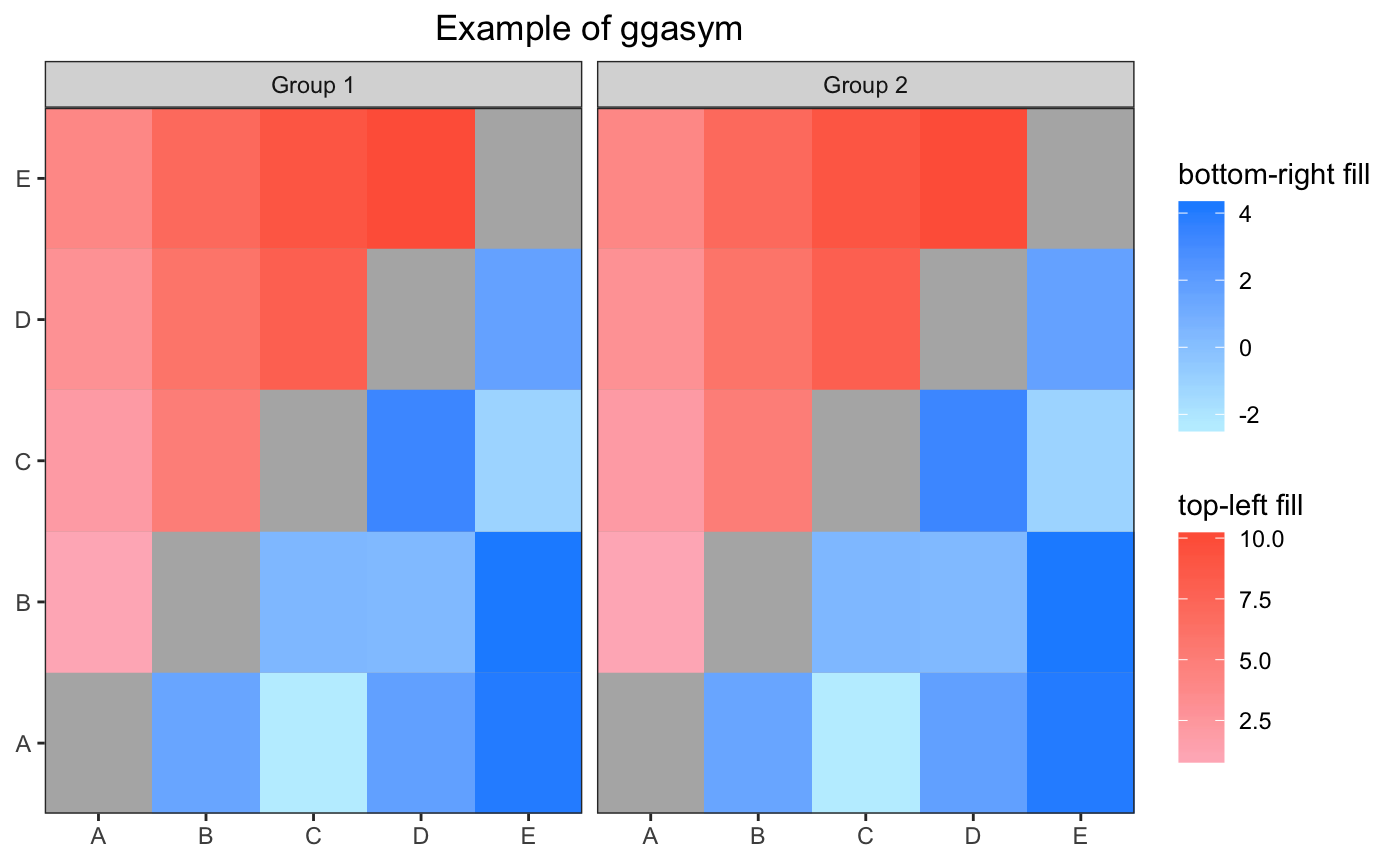 Example of ggasym
Group 1
Group 2
E
D
C
B
A
A B C D E
A B C D E
bottom-right fill
4
2
0
-2
top-left fill
10.0
7.5
5.0
2.5